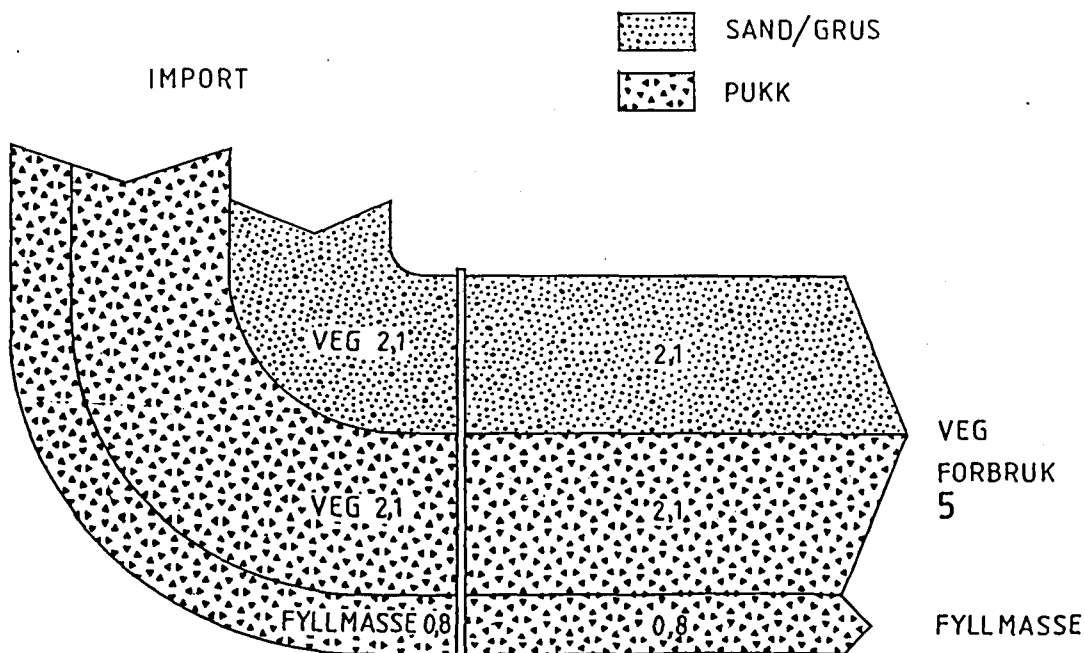 SAND/GRUS
IMPORT
PUKK
VEG 2,1
2,1
VEG
FORBRUK
5
VEG 2,1
2,1
FYLLMASSE 0,8
0,8
FYLLMASSE